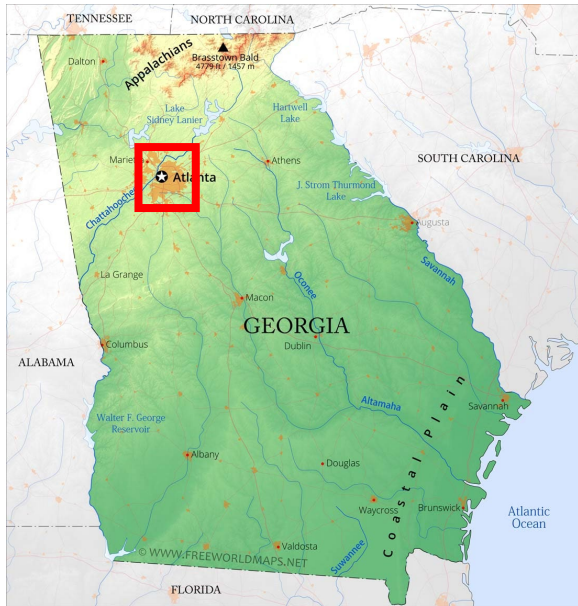 TENNESSEE
NORTH CAROLINA
Appalachians
Brasstown Bald
4779 ft / 1457 m
Dalton
Lake
Sidney Lanier
Hartwell
Lake
Athens
SOUTH CAROLINA
Atlanta
J. Strom Thurmond
Lake
Augusta
La Grange
Oconee
Savannah
Macon
GEORGIA
Dublin
Columbus
ALABAMA
Altamaha
Savannah
Walter F. George
Reservoir
Coastal Plain
Albany
Douglas
Waycross
Brunswick
Atlantic
Ocean
Valdosta
Suwannee
© WWW.FREEWORLDMAPS.NET
FLORIDA